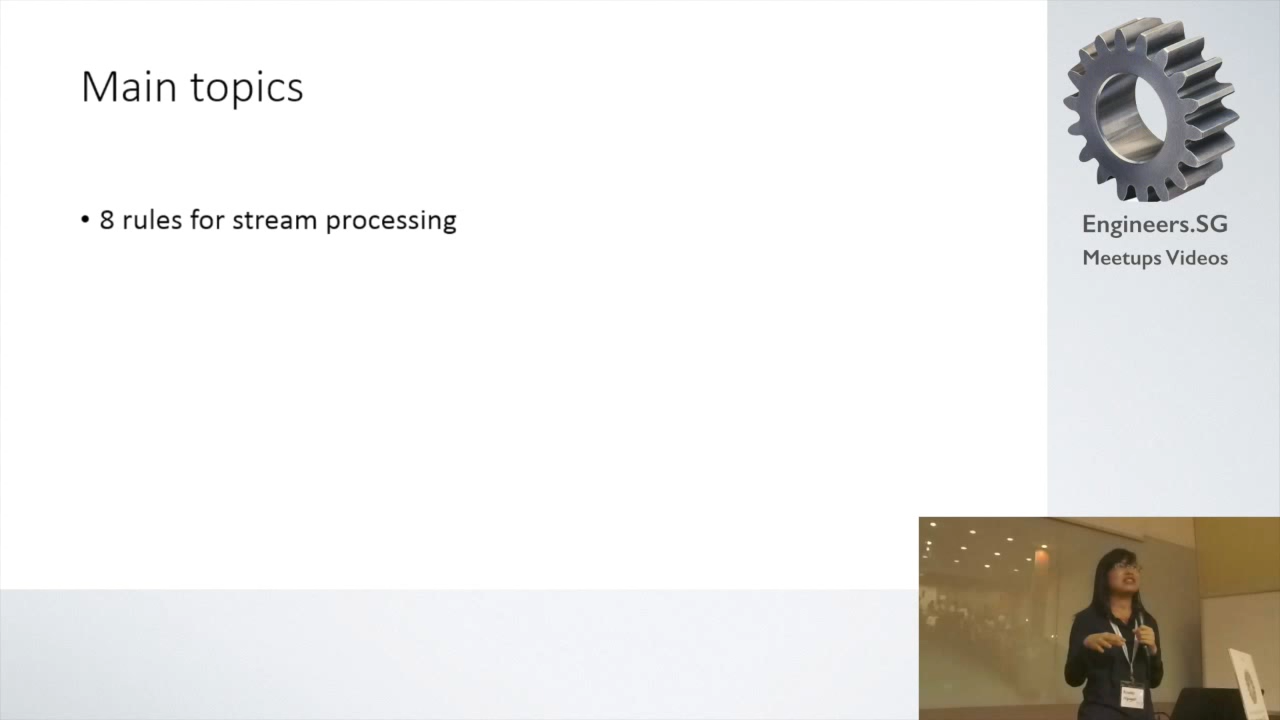 Main topics
• 8 rules for stream processing
Engineers.SG
Meetups Videos